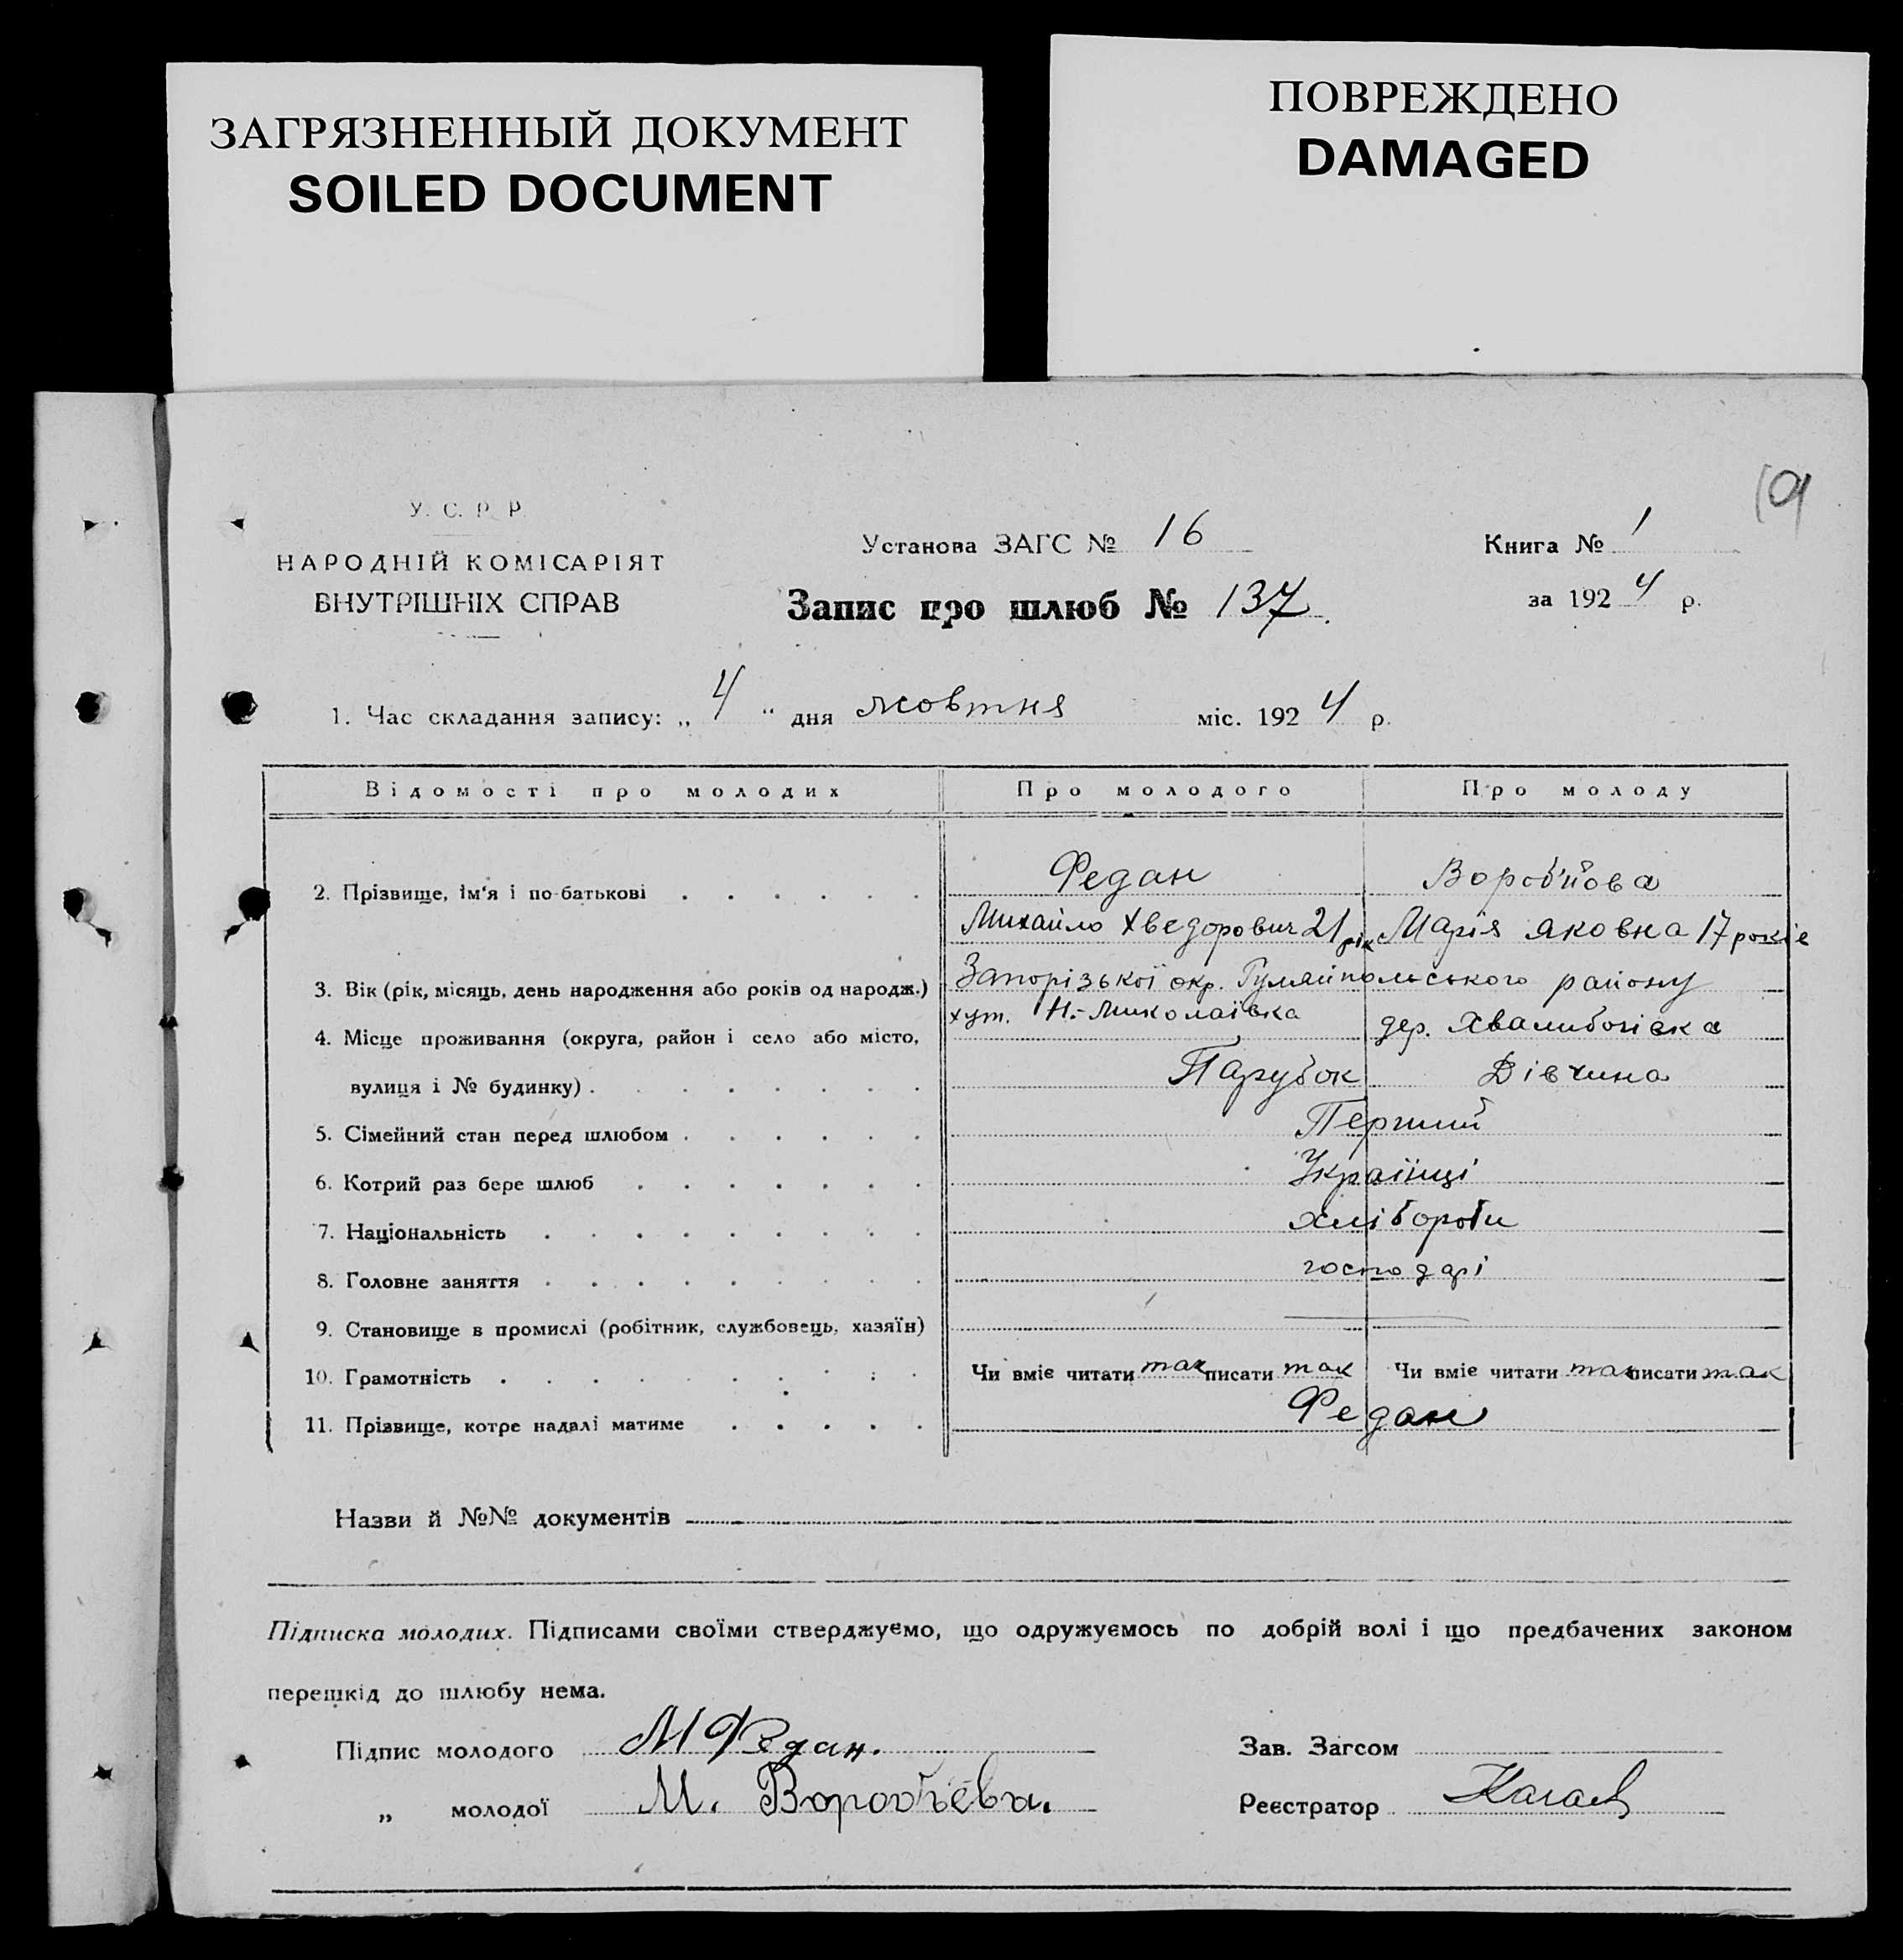 ЗАГРЯЗНЕННЫЙ ДОКУМЕНТ
SOILED DOCUMENT
ПОВРЕЖДЕНО
DAMAGED
У. С. Р. Р.
НАРОДНІЙ КОМІСАРІЯТ
ВНУТРІШНІХ СПРАВ
Установа ЗАГС № 16
Книга № 1
за 1924 р.
Запис про шлюб № 137.
1. Час складання запису: „ 4 " дня жовтня міс. 1924 р.
Відомості про молодих Про молодого Про молоду
Федан Вороб'йова
2. Прізвище, ім'я і по-батькові . . . . . .
Михайло Хведорович 21 рік Марія Яковна 17 років
Запорізької окр. Гуляйпольського району
3. Вік (рік, місяць, день народження або років од народж.)
хут. Н.-Миколаївка дер.
4. Місце проживання (округа, район і село або місто,
вулиця і № будинку) . . . . . . . Парубок Дівчина
5. Сімейний стан перед шлюбом . . . . . . Перший
6. Котрий раз бере шлюб . . . . . . . Українці
7. Національність . . . . . . . . . хлібороби
8. Головне заняття . . . . . . . . . господарі
9. Становище в промислі (робітник, службовець, хазяїн)
10. Грамотність . . . . . . . . . Чи вміє читати так писати так Чи вміє читати так писати так
11. Прізвище, котре надалі матиме . . . . . Федан
Назви й №№ документів
Підписка молодих. Підписами своїми стверджуємо, що одружуємось по добрій волі і що предбачених законом
перешкід до шлюбу нема.
Підпис молодого М Федан. Зав. Загсом
„ молодої М. Воробьёва. Реєстратор